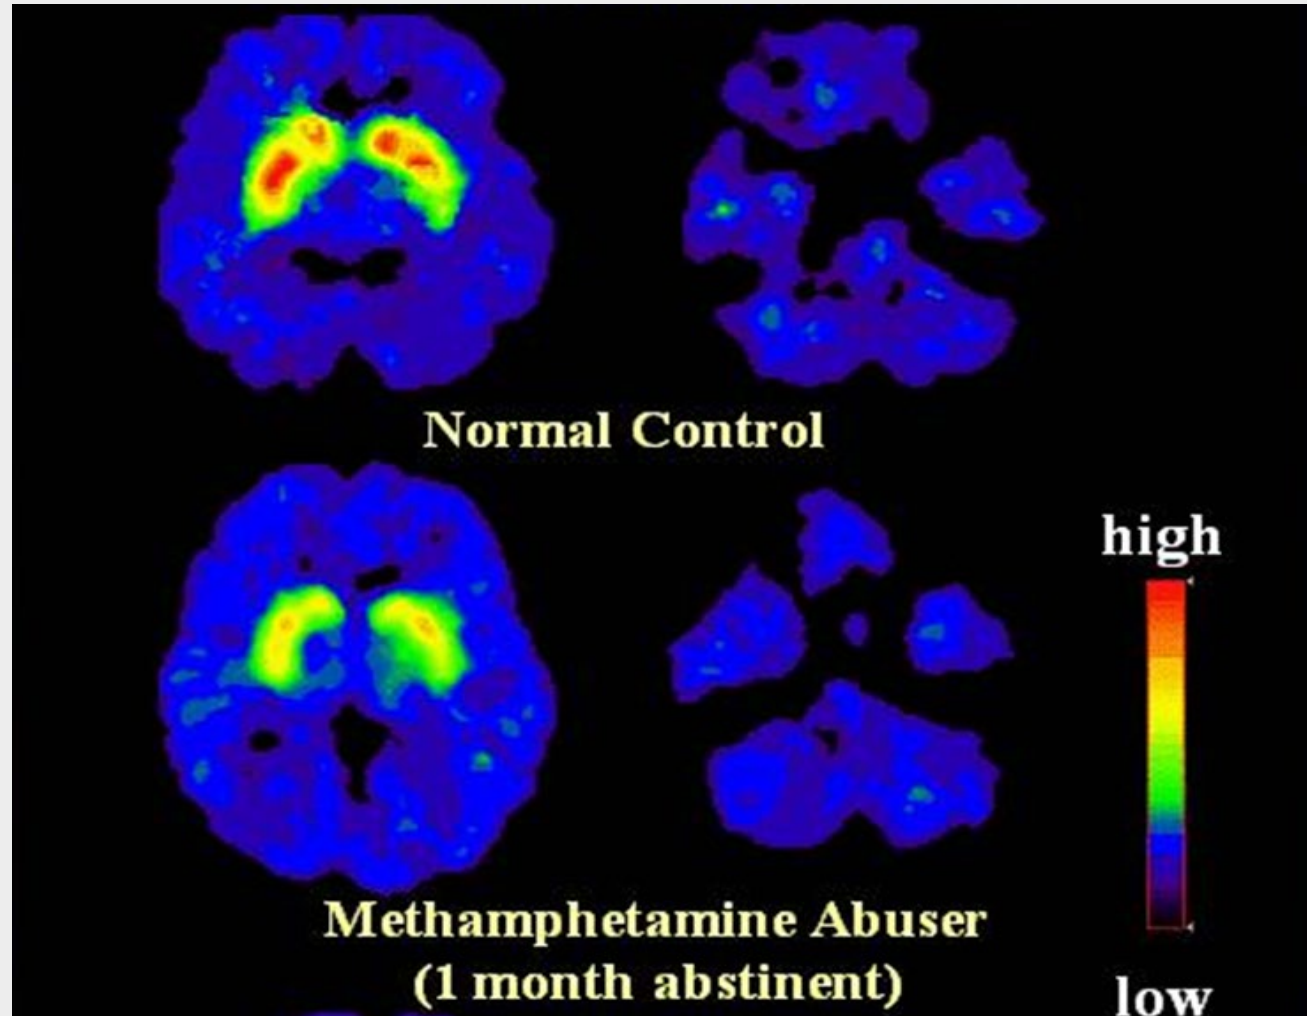 Normal Control
high
Methamphetamine Abuser
(1 month abstinent)
low